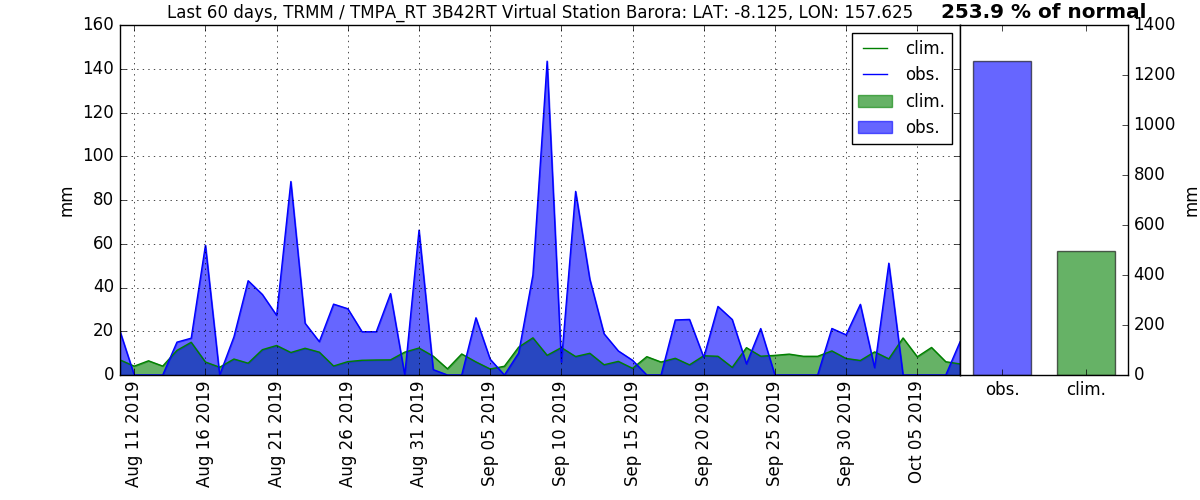 Last 60 days, TRMM / TMPA_RT 3B42RT Virtual Station Barora: LAT: -8.125, LON: 157.625
253.9 % of normal
160
140
120
100
80
60
40
20
0
mm
clim.
obs.
clim.
obs.
Aug 11 2019
Aug 16 2019
Aug 21 2019
Aug 26 2019
Aug 31 2019
Sep 05 2019
Sep 10 2019
Sep 15 2019
Sep 20 2019
Sep 25 2019
Sep 30 2019
Oct 05 2019
1400
1200
1000
800
600
400
200
0
mm
obs.
clim.